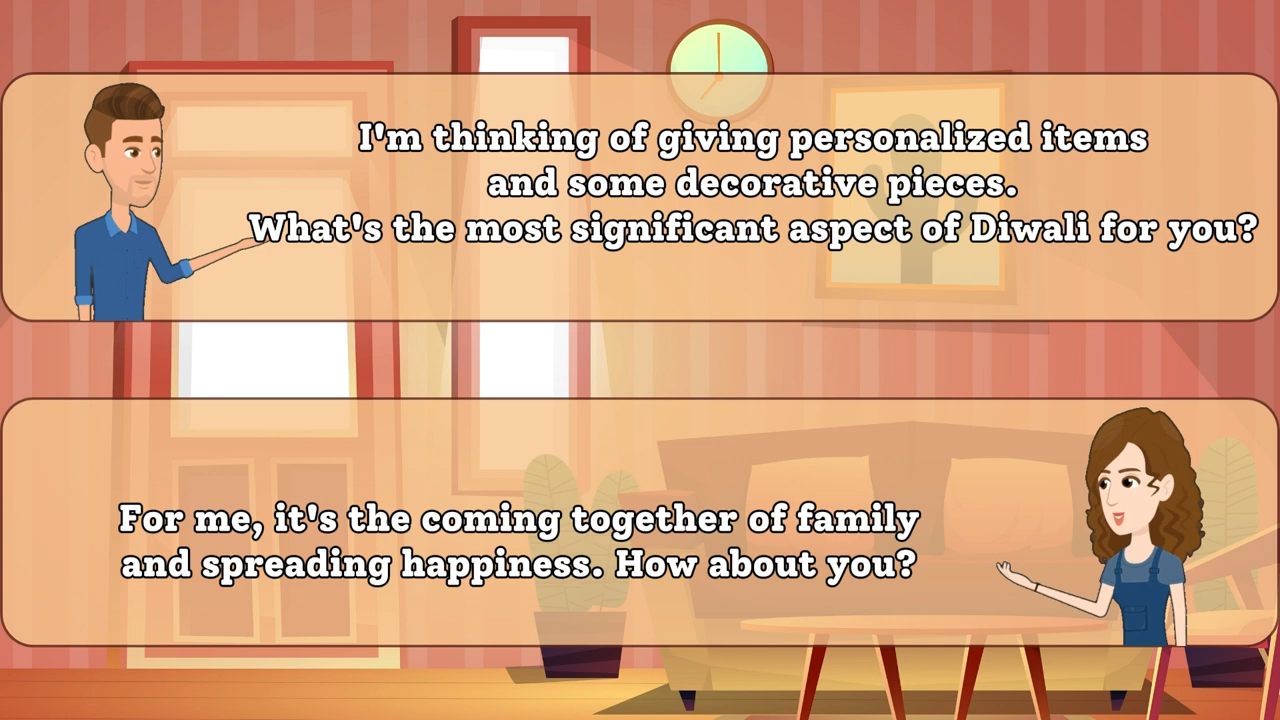 I'm thinking of giving personalized items
and some decorative pieces.
What's the most significant aspect of Diwali for you?
For me, it's the coming together of family
and spreading happiness. How about you?